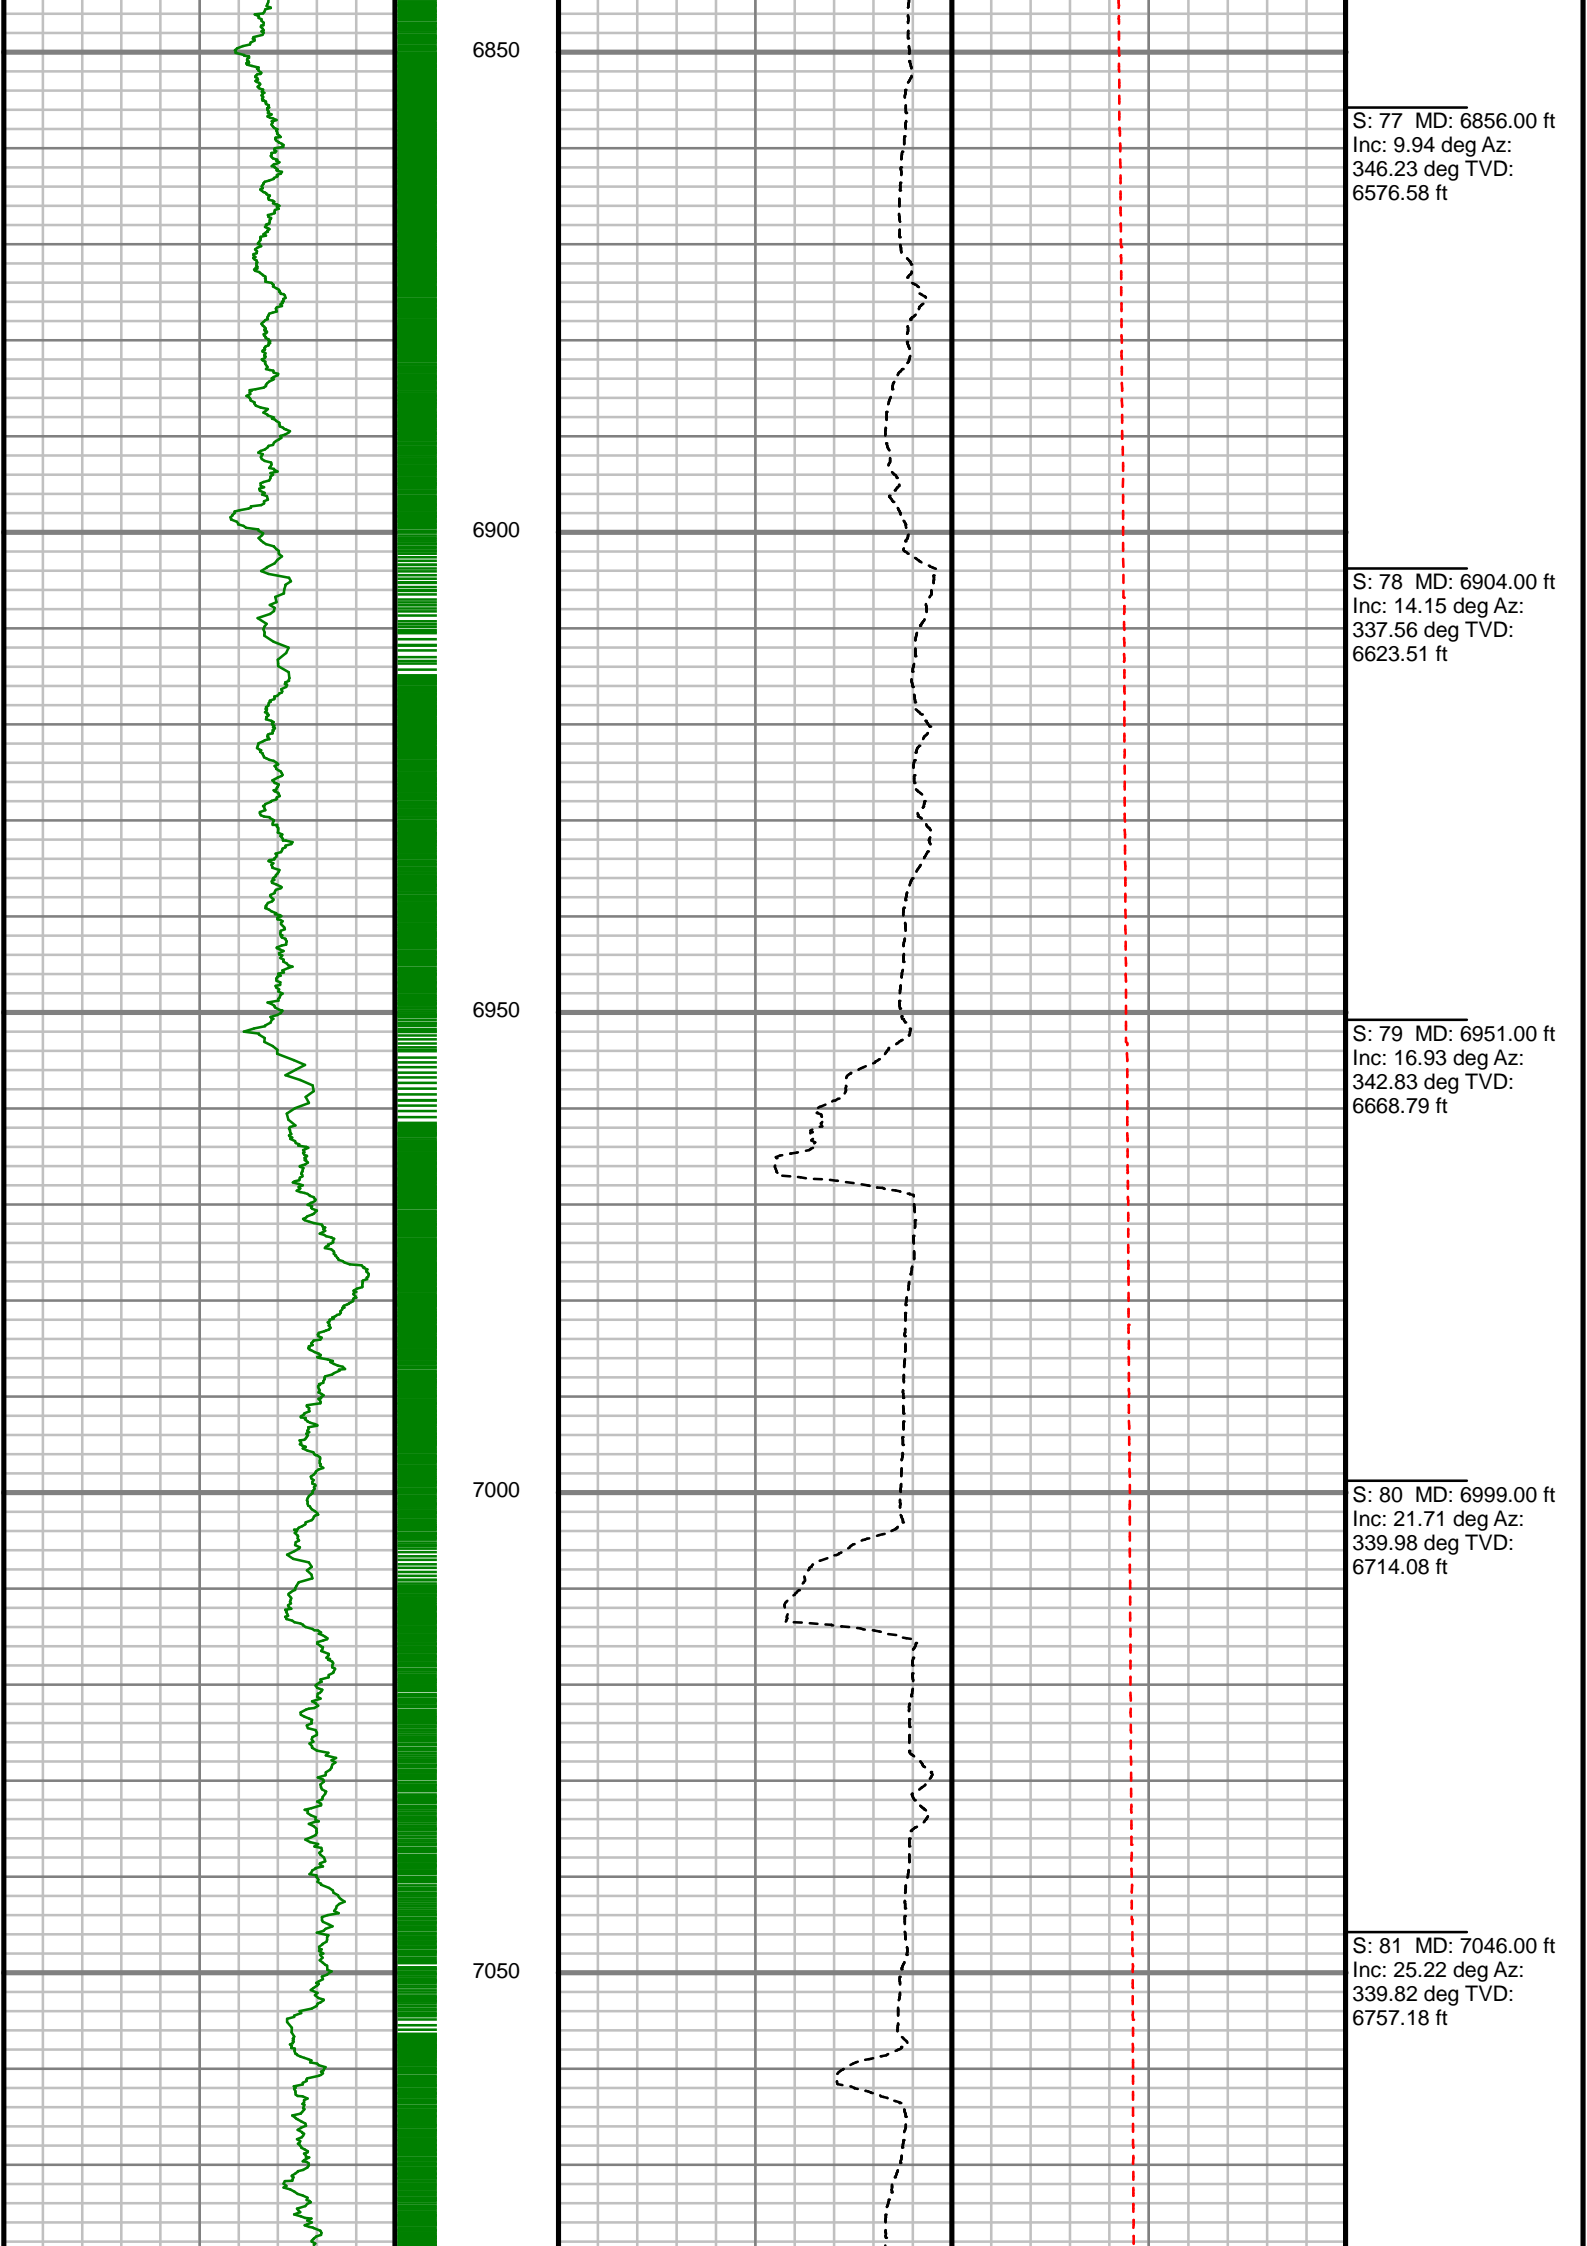 6850
S: 77 MD: 6856.00 ft
Inc: 9.94 deg Az:
346.23 deg TVD:
6576.58 ft
6900
S: 78 MD: 6904.00 ft
Inc: 14.15 deg Az:
337.56 deg TVD:
6623.51 ft
6950
S: 79 MD: 6951.00 ft
Inc: 16.93 deg Az:
342.83 deg TVD:
6668.79 ft
7000
S: 80 MD: 6999.00 ft
Inc: 21.71 deg Az:
339.98 deg TVD:
6714.08 ft
S: 81 MD: 7046.00 ft
Inc: 25.22 deg Az:
339.82 deg TVD:
6757.18 ft
7050